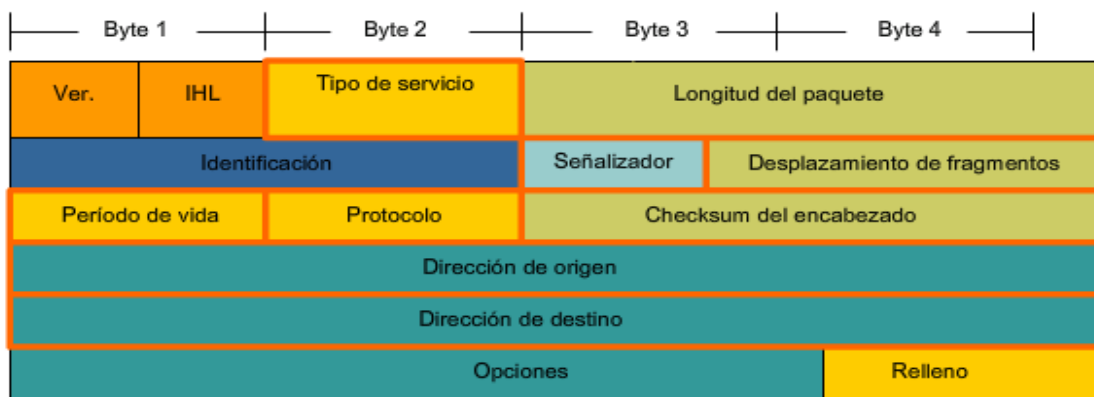 Byte 1 Byte 2 Byte 3 Byte 4
Ver. IHL Tipo de servicio Longitud del paquete
Identificación Señalizador Desplazamiento de fragmentos
Período de vida Protocolo Checksum del encabezado
Dirección de origen
Dirección de destino
Opciones Relleno